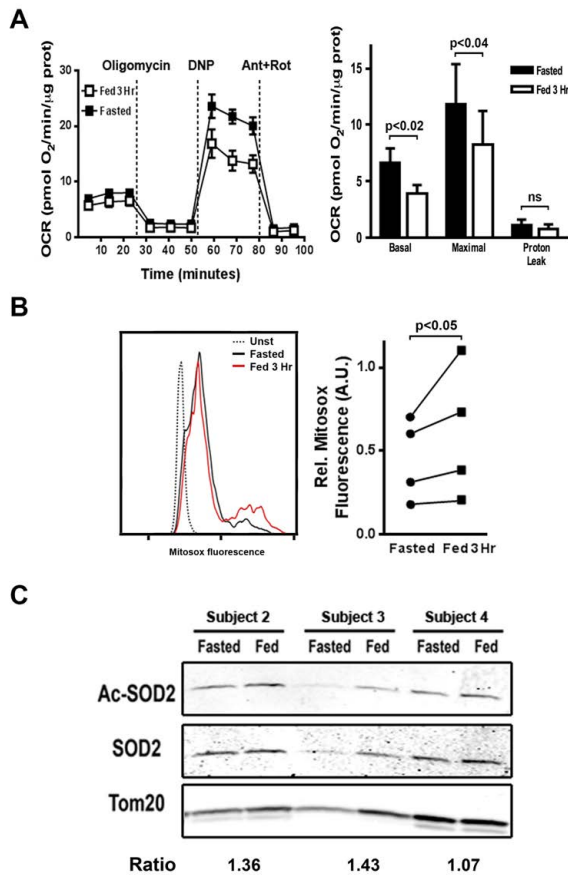 A
OCR (pmol O2/min/µg prot)
30
20
10
0
Oligomycin
DNP
Ant+Rot
Fed 3 Hr
Fasted
0 10 20 30 40 50 60 70 80 90 100
Time (minutes)
OCR (pmol O2/min/µg prot)
15
10
5
0
p<0.02
p<0.04
ns
Fasted
Fed 3 Hr
Basal
Maximal
Proton
Leak
B
Unst
Fasted
Fed 3 Hr
Mitosox fluorescence
Rel. Mitosox
Fluorescence (A.U.)
1.0
0.5
0.0
p<0.05
Fasted Fed 3 Hr
C
Subject 2 Subject 3 Subject 4
Fasted Fed Fasted Fed Fasted Fed
Ac-SOD2
SOD2
Tom20
Ratio 1.36 1.43 1.07